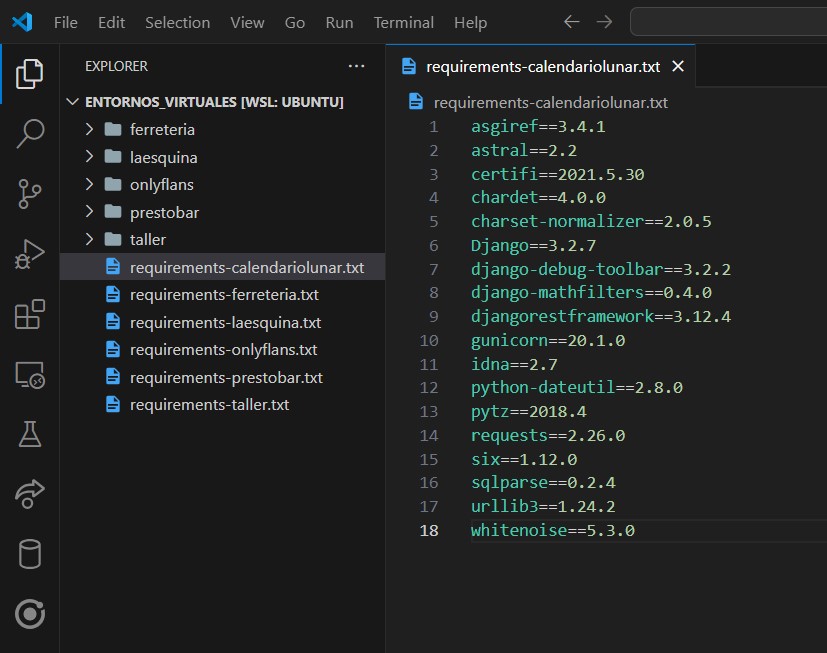 File Edit Selection View Go Run Terminal Help
EXPLORER
ENTORNOS_VIRTUALES [WSL: UBUNTU]
ferreteria
laesquina
onlyflans
prestobar
taller
requirements-calendariolunar.txt
requirements-ferreteria.txt
requirements-laesquina.txt
requirements-onlyflans.txt
requirements-prestobar.txt
requirements-taller.txt
requirements-calendariolunar.txt
requirements-calendariolunar.txt
1 asgiref==3.4.1
2 astral==2.2
3 certifi==2021.5.30
4 chardet==4.0.0
5 charset-normalizer==2.0.5
6 Django==3.2.7
7 django-debug-toolbar==3.2.2
8 django-mathfilters==0.4.0
9 djangorestframework==3.12.4
10 gunicorn==20.1.0
11 idna==2.7
12 python-dateutil==2.8.0
13 pytz==2018.4
14 requests==2.26.0
15 six==1.12.0
16 sqlparse==0.2.4
17 urllib3==1.24.2
18 whitenoise==5.3.0